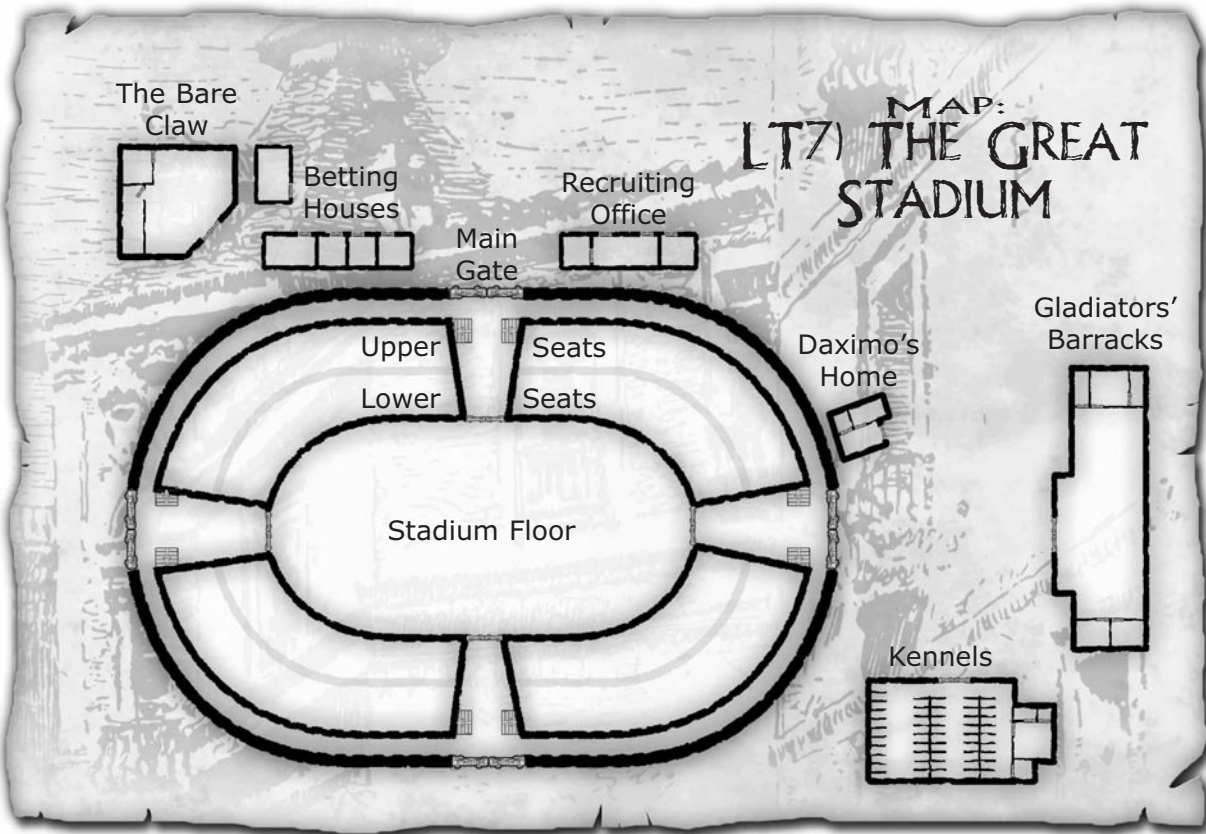 MAP:
LT7) THE GREAT
STADIUM
The Bare
Claw
Betting
Houses
Recruiting
Office
Main
Gate
Gladiators’
Barracks
Daximo’s
Home
Upper Seats
Lower Seats
Stadium Floor
Kennels